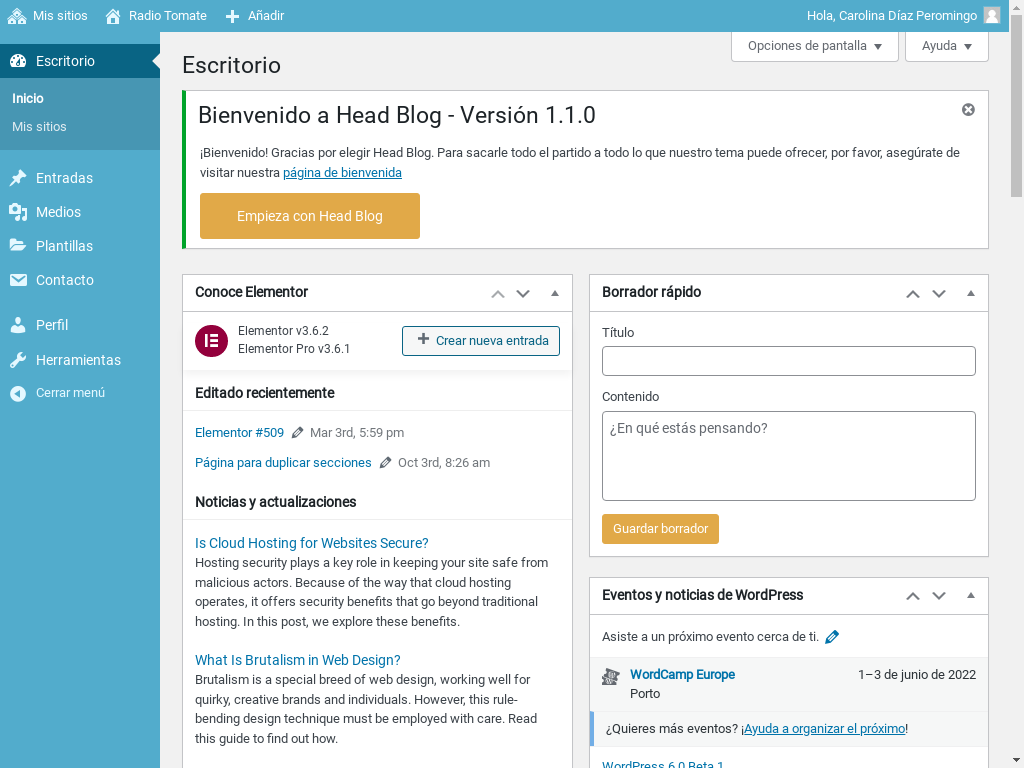 Mis sitios
Radio Tomate
Añadir
Hola, Carolina Díaz Peromingo
Escritorio
Inicio
Mis sitios
Entradas
Medios
Plantillas
Contacto
Perfil
Herramientas
Cerrar menú
Opciones de pantalla
Ayuda
Escritorio
Bienvenido a Head Blog - Versión 1.1.0
¡Bienvenido! Gracias por elegir Head Blog. Para sacarle todo el partido a todo lo que nuestro tema puede ofrecer, por favor, asegúrate de
visitar nuestra página de bienvenida
Empieza con Head Blog
Conoce Elementor
Elementor v3.6.2
Elementor Pro v3.6.1
Crear nueva entrada
Editado recientemente
Elementor #509 Mar 3rd, 5:59 pm
Página para duplicar secciones Oct 3rd, 8:26 am
Noticias y actualizaciones
Is Cloud Hosting for Websites Secure?
Hosting security plays a key role in keeping your site safe from
malicious actors. Because of the way that cloud hosting
operates, it offers security benefits that go beyond traditional
hosting. In this post, we explore these benefits.
What Is Brutalism in Web Design?
Brutalism is a special breed of web design, working well for
quirky, creative brands and individuals. However, this rule-
bending design technique must be employed with care. Read
this guide to find out how.
Borrador rápido
Título
Contenido
¿En qué estás pensando?
Guardar borrador
Eventos y noticias de WordPress
Asiste a un próximo evento cerca de ti.
WordCamp Europe 1–3 de junio de 2022
Porto
¿Quieres más eventos? ¡Ayuda a organizar el próximo!
WordPress 6.0 Beta 1